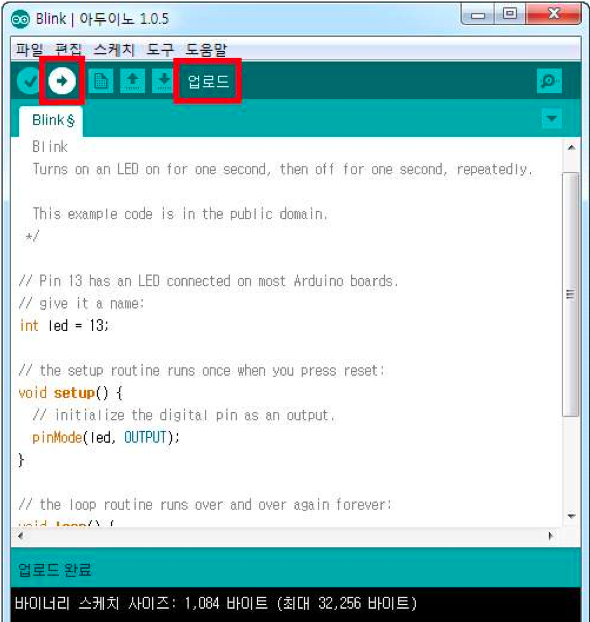 Blink | 아두이노 1.0.5
파일 편집 스케치 도구 도움말
업로드
Blink§
Blink
Turns on an LED on for one second, then off for one second, repeatedly.
This example code is in the public domain.
*/
// Pin 13 has an LED connected on most Arduino boards.
// give it a name:
int led = 13;
// the setup routine runs once when you press reset:
void setup() {
// initialize the digital pin as an output.
pinMode(led, OUTPUT);
}
// the loop routine runs over and over again forever:
void loop() {
업로드 완료
바이너리 스케치 사이즈: 1,084 바이트 (최대 32,256 바이트)